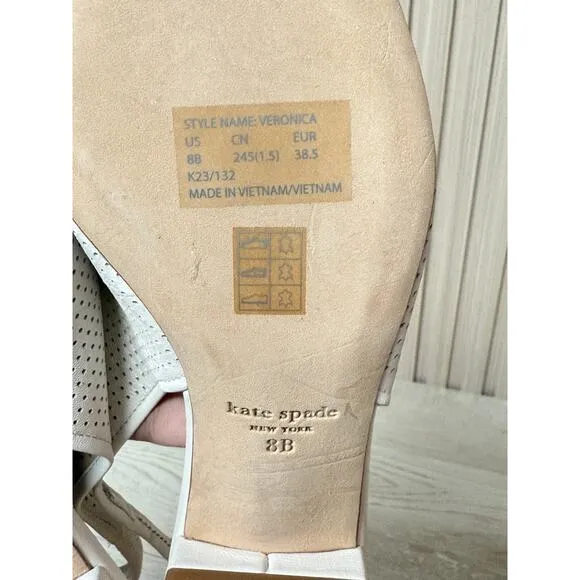 STYLE NAME: VERONICA
US CN EUR
8B 245(1.5) 38.5
K23/132
MADE IN VIETNAM/VIETNAM
kate spade
NEW YORK
8B